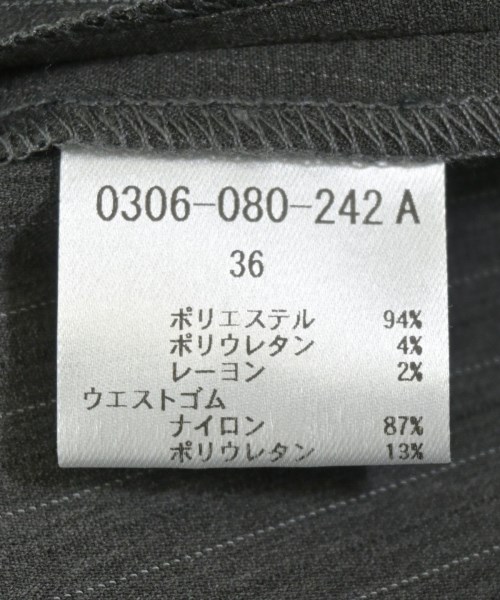 0306-080-242 A
36
ポリエステル 94%
ポリウレタン 4%
レーヨン 2%
ウエストゴム
ナイロン 87%
ポリウレタン 13%